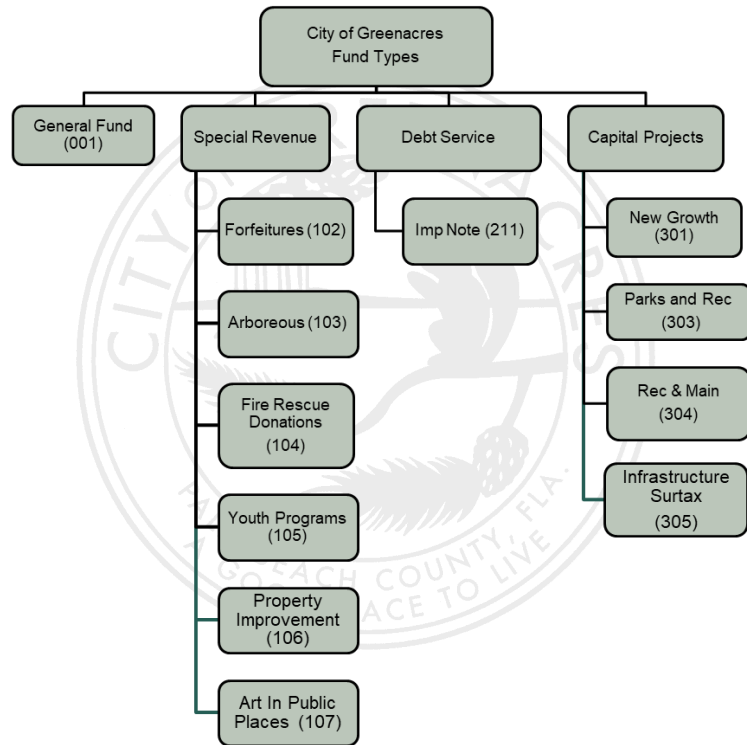 City of Greenacres
Fund Types
General Fund
(001)
Special Revenue
Debt Service
Capital Projects
Forfeitures (102)
Arboreous (103)
Fire Rescue
Donations
(104)
Youth Programs
(105)
Property
Improvement
(106)
Art In Public
Places (107)
Imp Note (211)
New Growth
(301)
Parks and Rec
(303)
Rec & Main
(304)
Infrastructure
Surtax
(305)